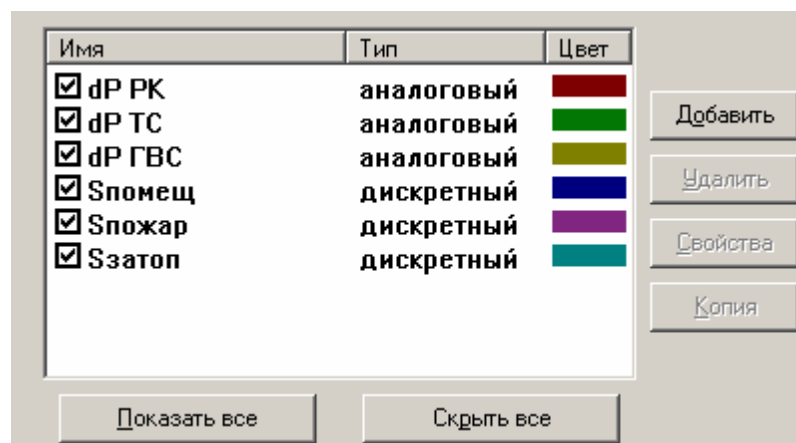 Имя Тип Цвет
dP РК аналоговый
dP ТС аналоговый
dP ГВС аналоговый
Sпомещ дискретный
Sпожар дискретный
Sзатоп дискретный
Добавить
Удалить
Свойства
Копия
Показать все Скрыть все